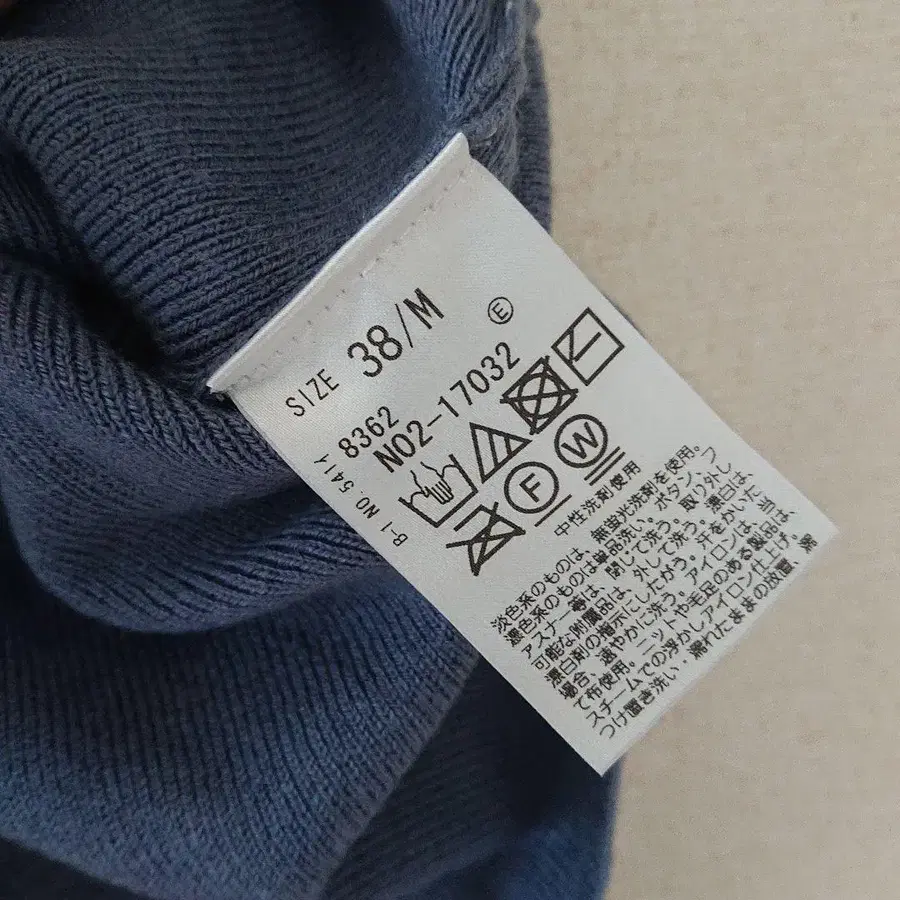 SIZE 38/M
E
B-I NO.5414 8362
N02-17032
F W
中性洗剤使用
淡色系のものは、無蛍光洗剤を使用。
濃色系のものは単品洗い。ボタン、フ
ァスナー等は、閉じて洗う。取り外し
可能な附属品は、外して洗う。漂白は、
漂白剤の指示にしたがう。汗をかいた
場合、速やかに洗う。アイロンは、当
て布使用。ニットや毛足のある製品は、
スチームでの浮かしアイロン仕上げ。
つけ置き洗い・濡れたままの放置、濡